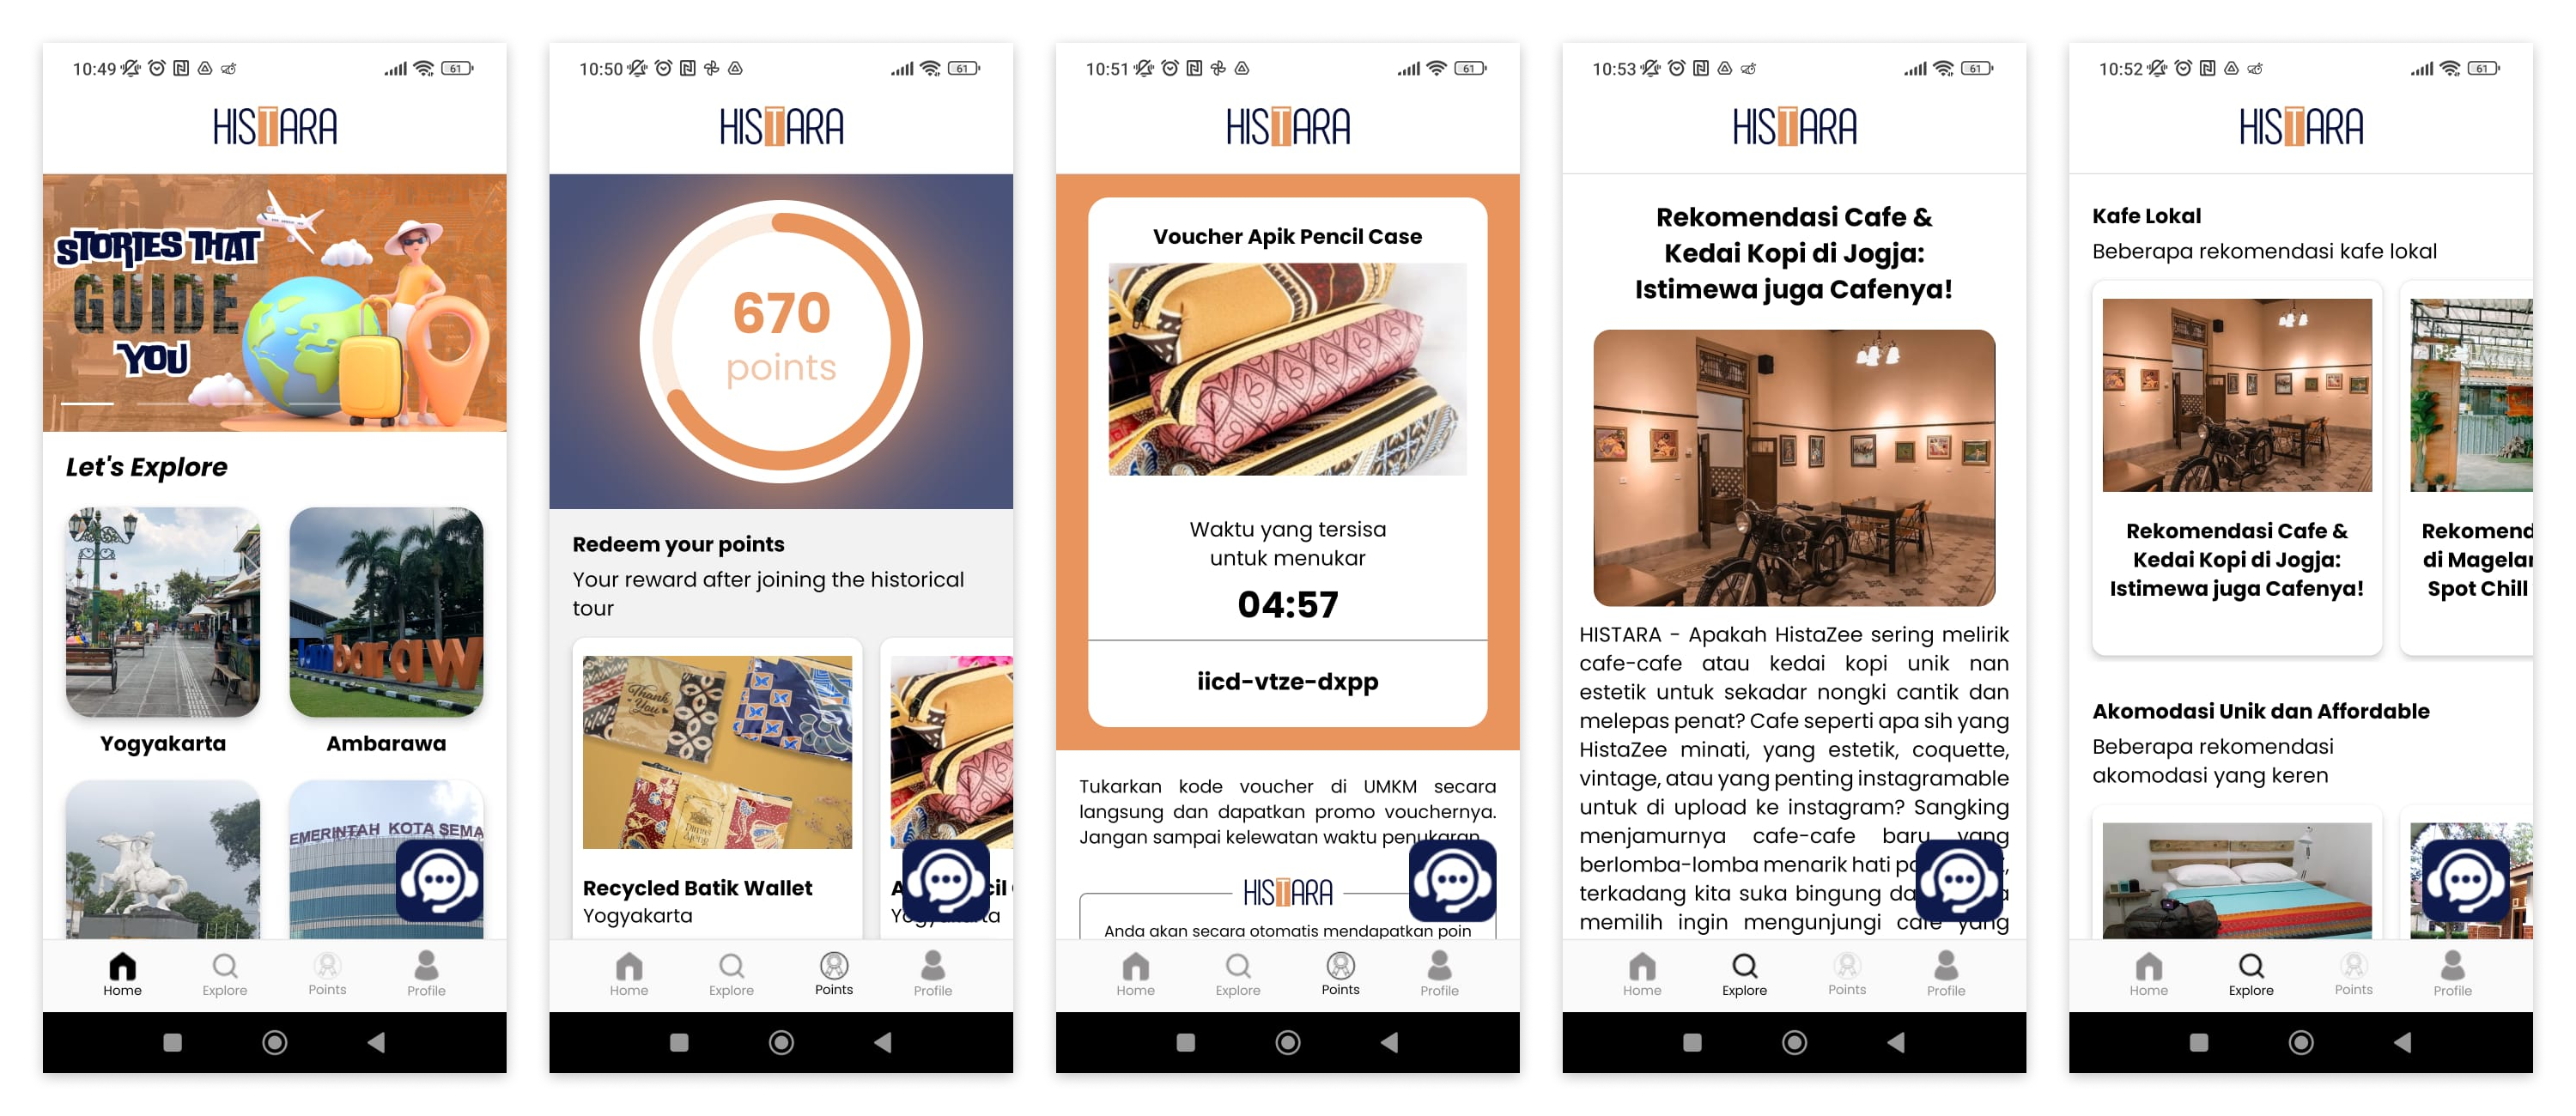 10:49
61
HISTARA
STORIES THAT
GUIDE
YOU
Let's Explore
Yogyakarta
Ambarawa
EMERINTAH KOTA SEMA
Home
Explore
Points
Profile
10:50
61
HISTARA
670
points
Redeem your points
Your reward after joining the historical
tour
Thank You
Recycled Batik Wallet
Yogyakarta
Home
Explore
Points
Profile
10:51
61
HISTARA
Voucher Apik Pencil Case
Waktu yang tersisa
untuk menukar
04:57
iicd-vtze-dxpp
Tukarkan kode voucher di UMKM secara
langsung dan dapatkan promo vouchernya.
Jangan sampai kelewatan waktu penukaran
HISTARA
Anda akan secara otomatis mendapatkan poin
Home
Explore
Points
Profile
10:53
61
HISTARA
Rekomendasi Cafe &
Kedai Kopi di Jogja:
Istimewa juga Cafenya!
HISTARA - Apakah HistaZee sering melirik
cafe-cafe atau kedai kopi unik nan
estetik untuk sekadar nongki cantik dan
melepas penat? Cafe seperti apa sih yang
HistaZee minati, yang estetik, coquette,
vintage, atau yang penting instagramable
untuk di upload ke instagram? Sangking
menjamurnya cafe-cafe baru yang
berlomba-lomba menarik hati
terkadang kita suka bingung
memilih ingin mengunjungi cafe yang
Home
Explore
Points
Profile
10:52
61
HISTARA
Kafe Lokal
Beberapa rekomendasi kafe lokal
Rekomendasi Cafe &
Kedai Kopi di Jogja:
Istimewa juga Cafenya!
Rekomend
di Magelan
Spot Chill
Akomodasi Unik dan Affordable
Beberapa rekomendasi
akomodasi yang keren
Home
Explore
Points
Profile